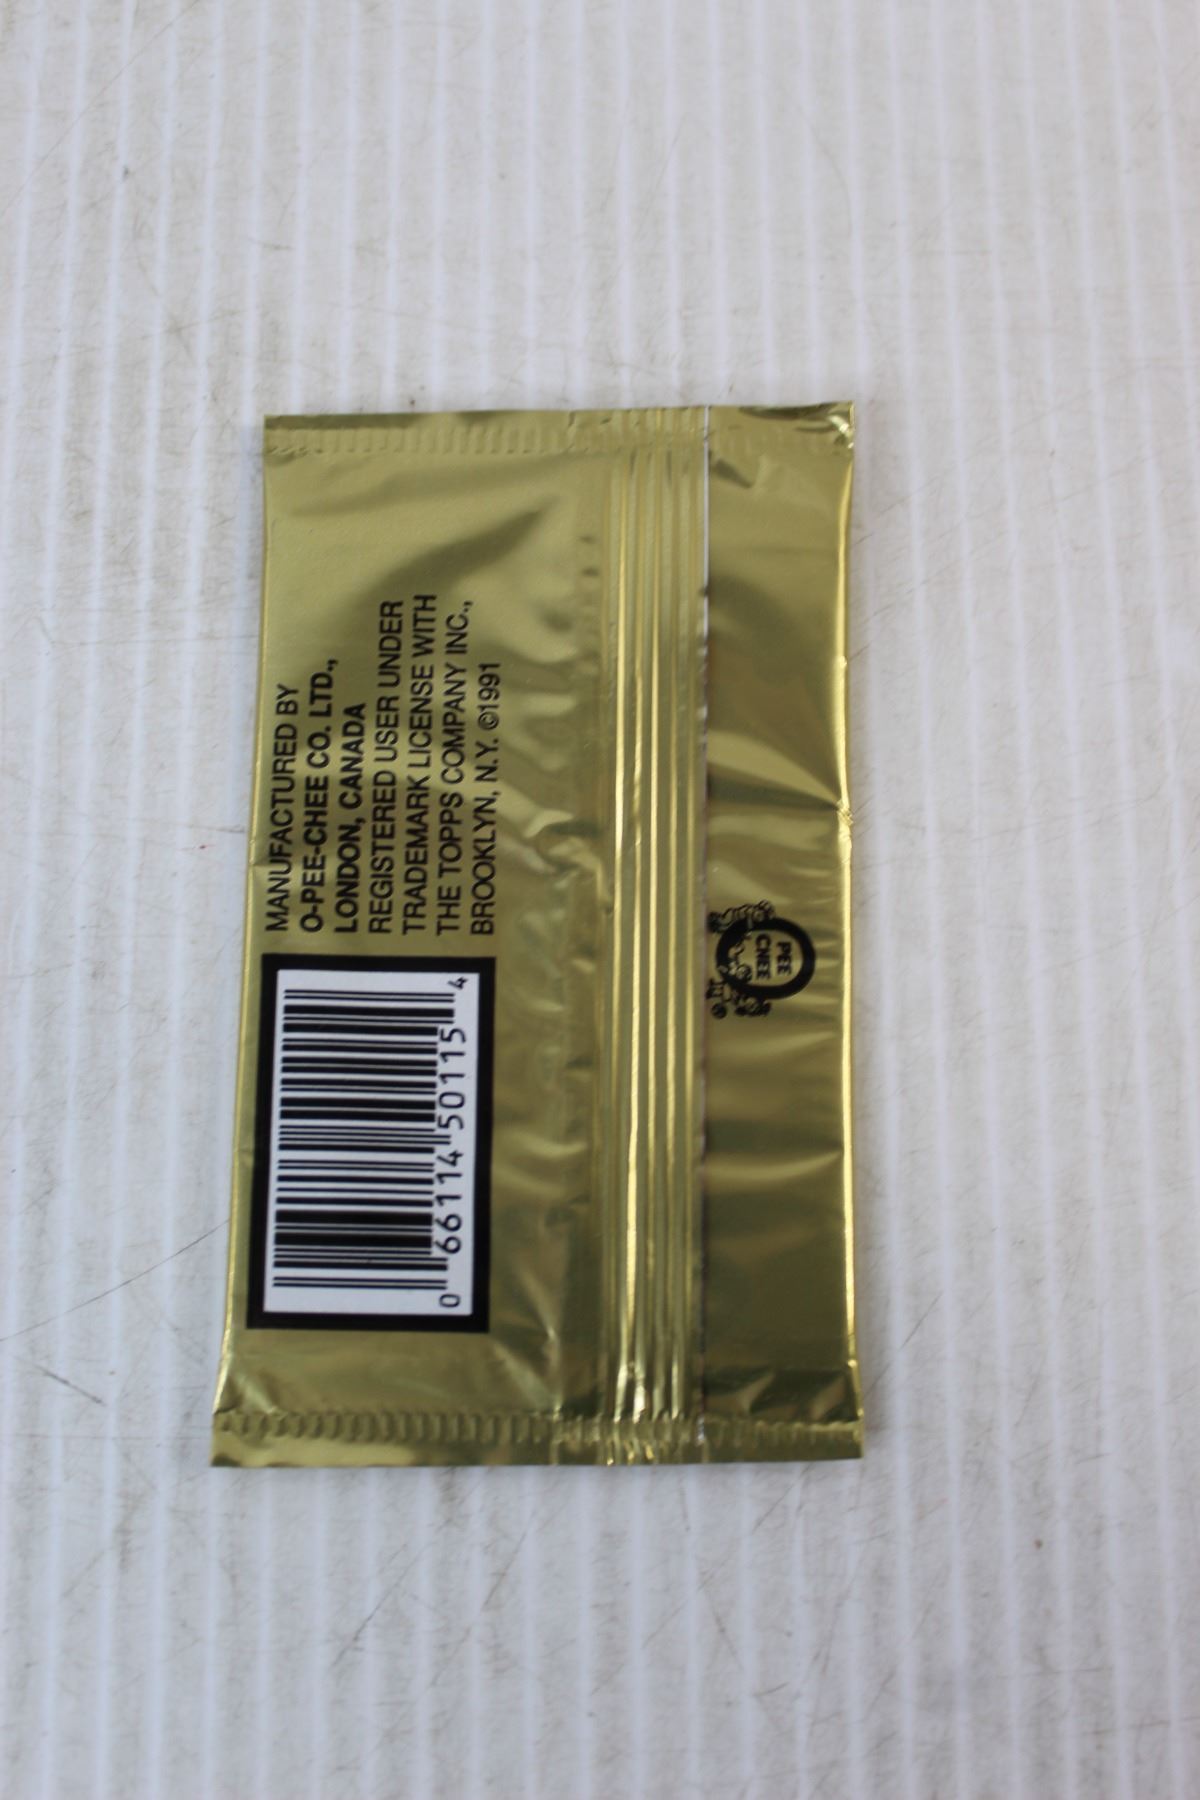 MANUFACTURED BY
O-PEE-CHEE CO. LTD.,
LONDON, CANADA
REGISTERED USER UNDER
TRADEMARK LICENSE WITH
THE TOPPS COMPANY INC.,
BROOKLYN, N.Y. ©1991
0 66114 50115 4
PEE
CHEE